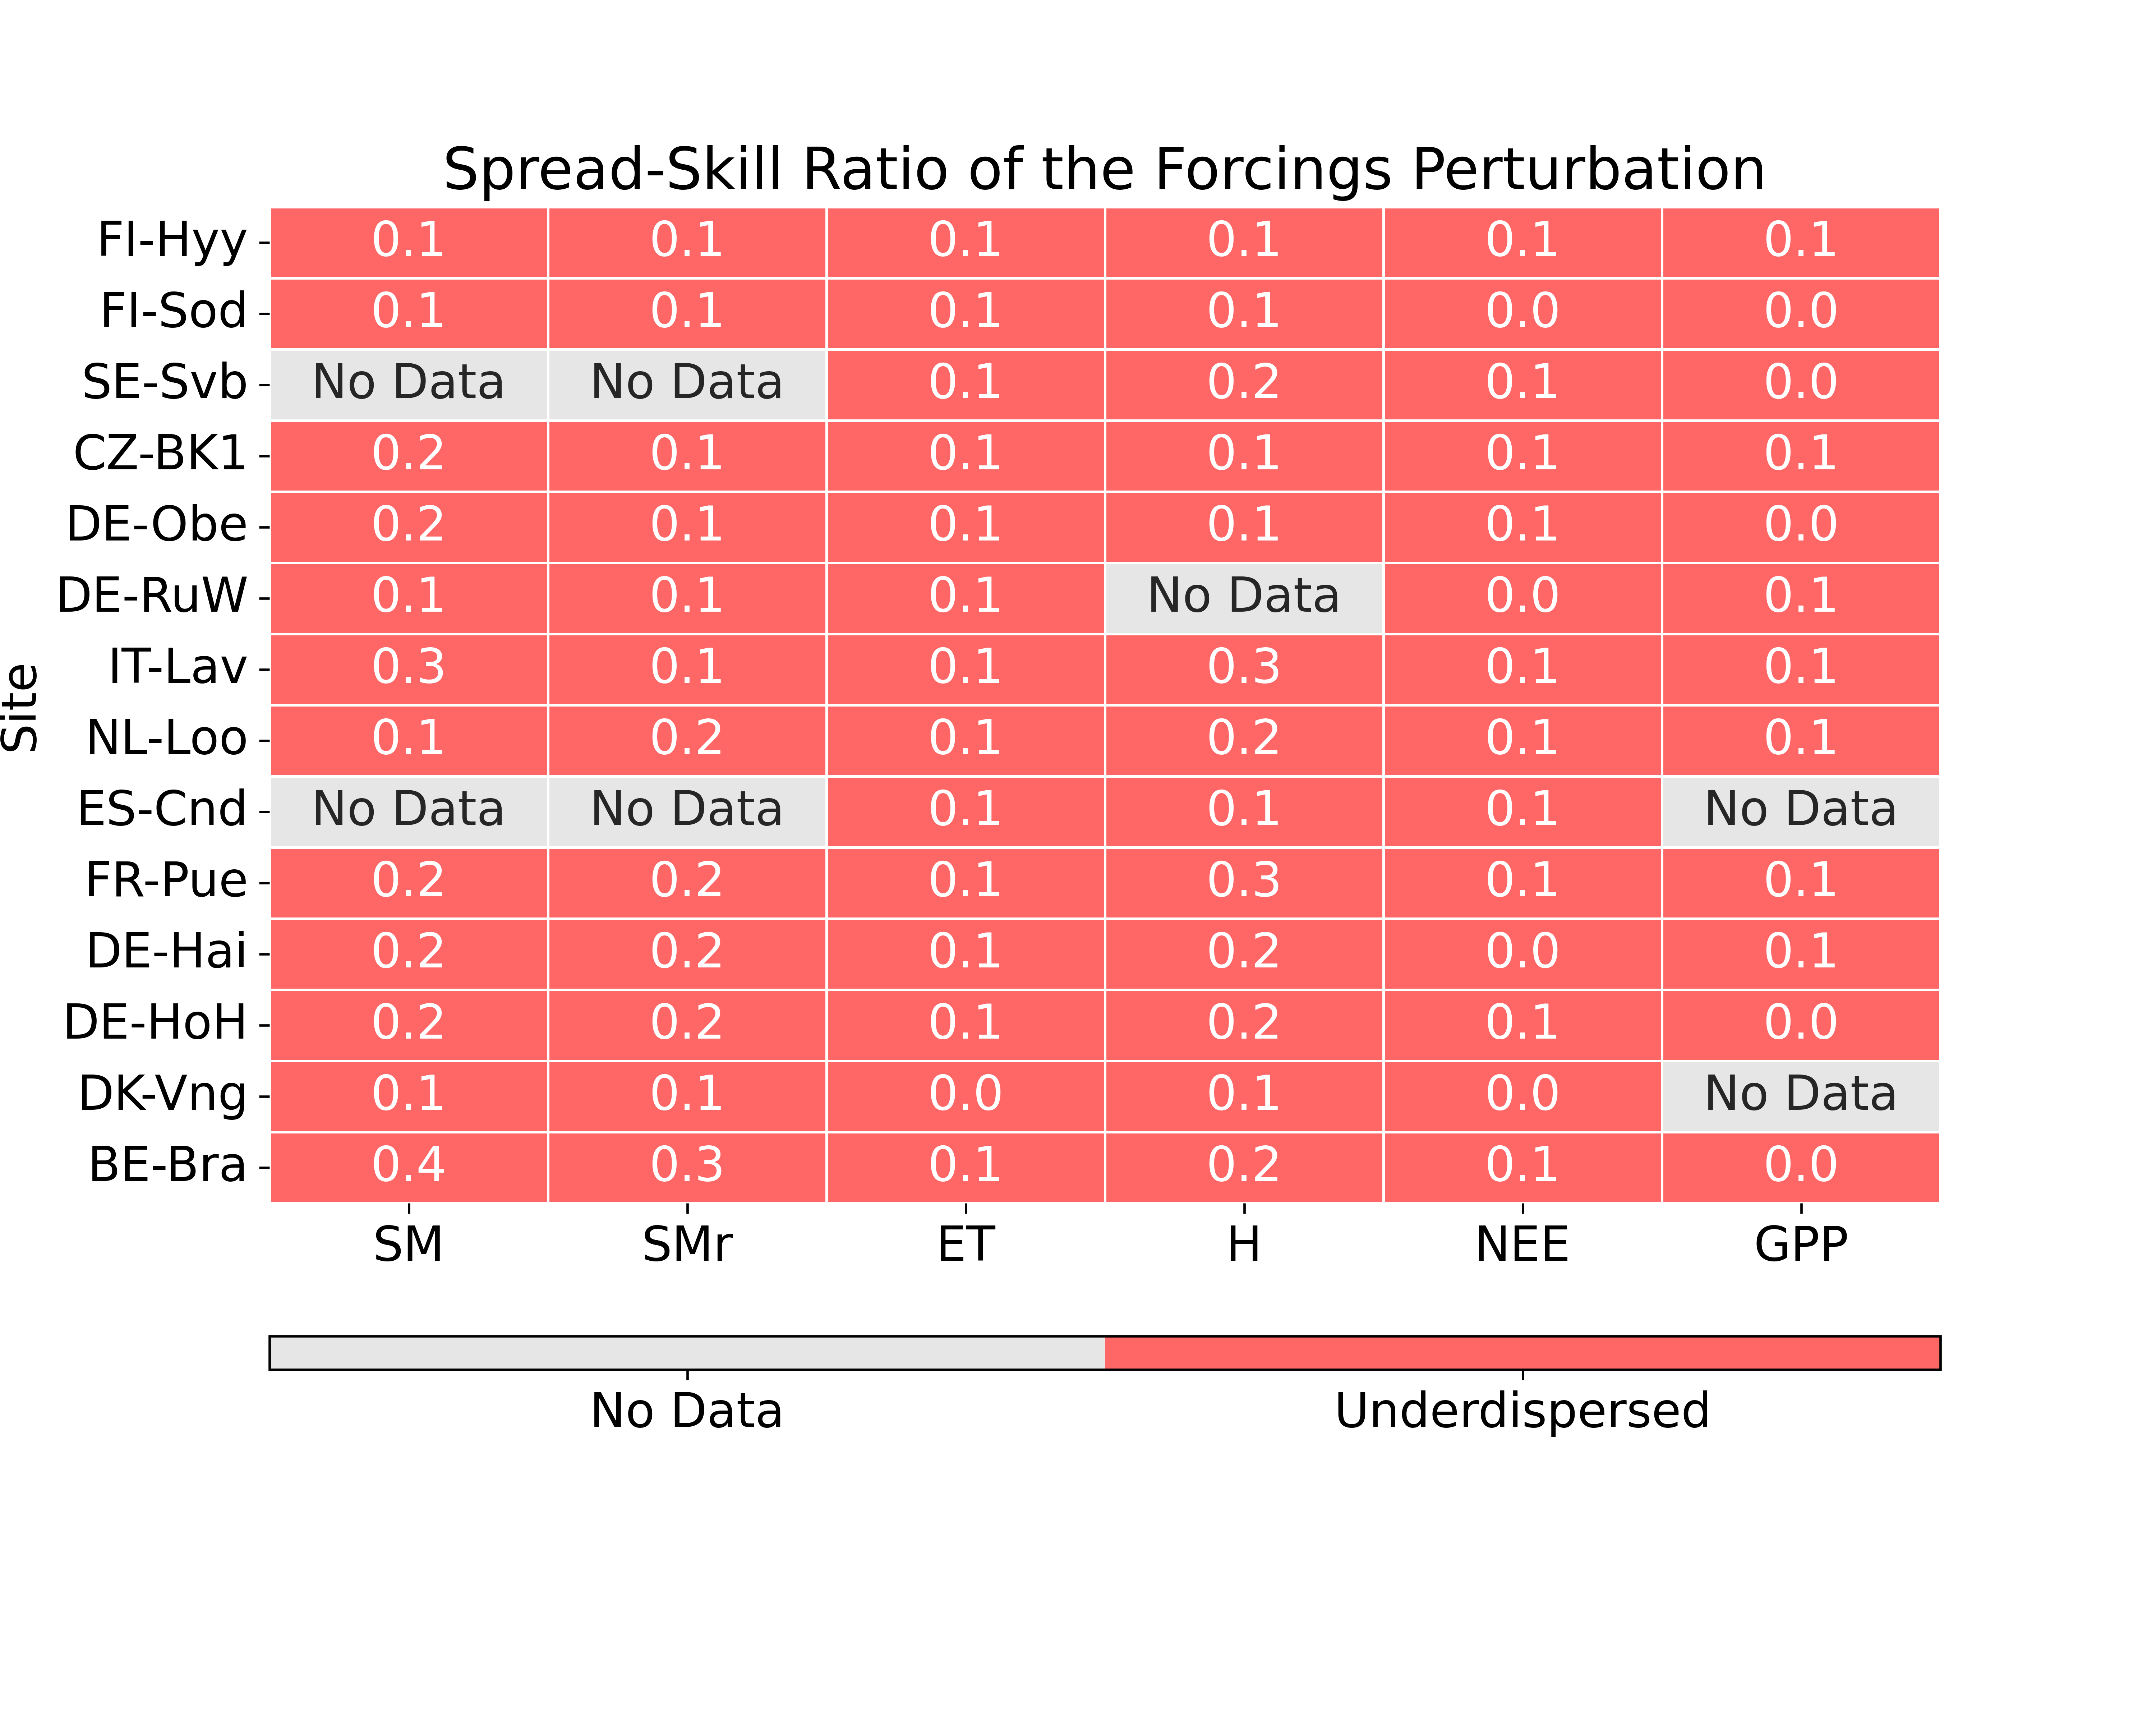 Spread-Skill Ratio of the Forcings Perturbation
Site
FI-Hyy 0.1 0.1 0.1 0.1 0.1 0.1
FI-Sod 0.1 0.1 0.1 0.1 0.0 0.0
SE-Svb No Data No Data 0.1 0.2 0.1 0.0
CZ-BK1 0.2 0.1 0.1 0.1 0.1 0.1
DE-Obe 0.2 0.1 0.1 0.1 0.1 0.0
DE-RuW 0.1 0.1 0.1 No Data 0.0 0.1
IT-Lav 0.3 0.1 0.1 0.3 0.1 0.1
NL-Loo 0.1 0.2 0.1 0.2 0.1 0.1
ES-Cnd No Data No Data 0.1 0.1 0.1 No Data
FR-Pue 0.2 0.2 0.1 0.3 0.1 0.1
DE-Hai 0.2 0.2 0.1 0.2 0.0 0.1
DE-HoH 0.2 0.2 0.1 0.2 0.1 0.0
DK-Vng 0.1 0.1 0.0 0.1 0.0 No Data
BE-Bra 0.4 0.3 0.1 0.2 0.1 0.0
SM SMr ET H NEE GPP
No Data Underdispersed